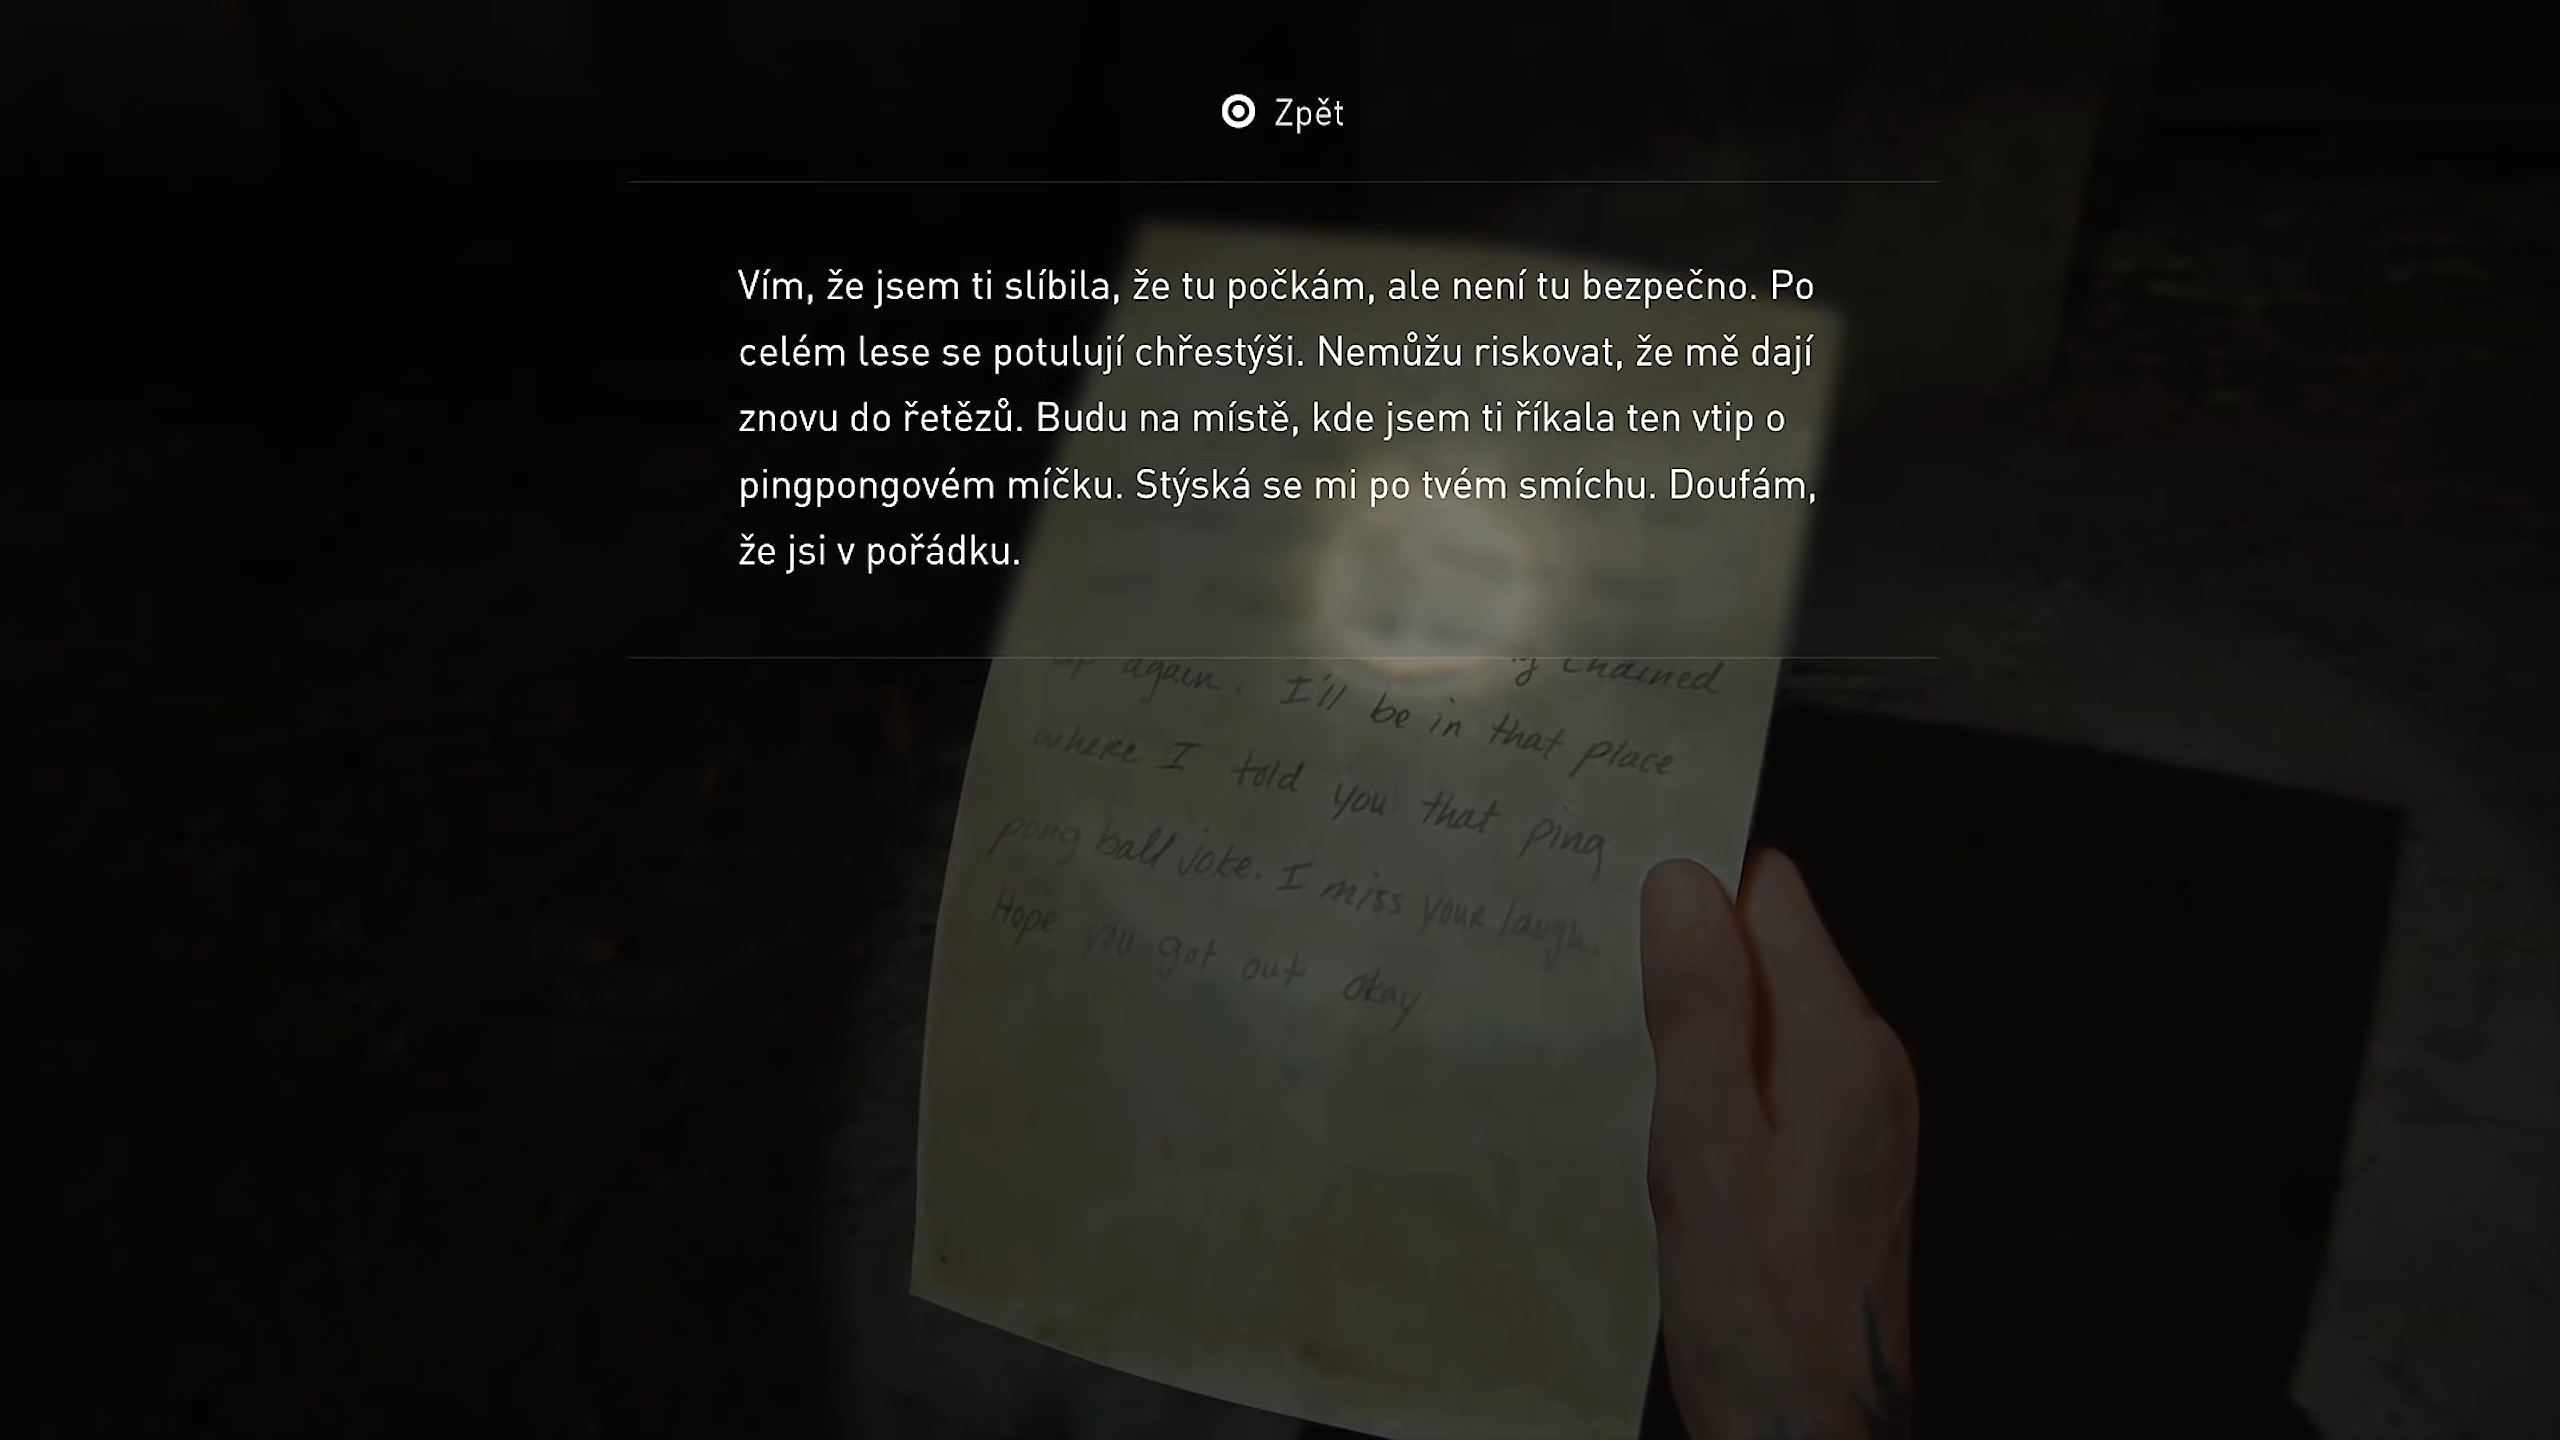 Zpět
Vím, že jsem ti slíbila, že tu počkám, ale není tu bezpečno. Po
celém lese se potulují chřestýši. Nemůžu riskovat, že mě dají
znovu do řetězů. Budu na místě, kde jsem ti říkala ten vtip o
pingpongovém míčku. Stýská se mi po tvém smíchu. Doufám,
že jsi v pořádku.
chained
up again. I'll be in that place
where I told you that ping
pong ball joke. I miss your laugh.
Hope you got out okay